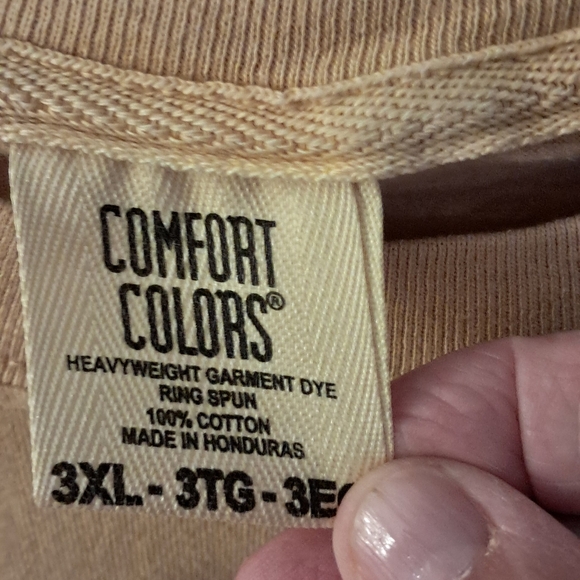 COMFORT
COLORS®
HEAVYWEIGHT GARMENT DYE
RING SPUN
100% COTTON
MADE IN HONDURAS
3XL - 3TG -